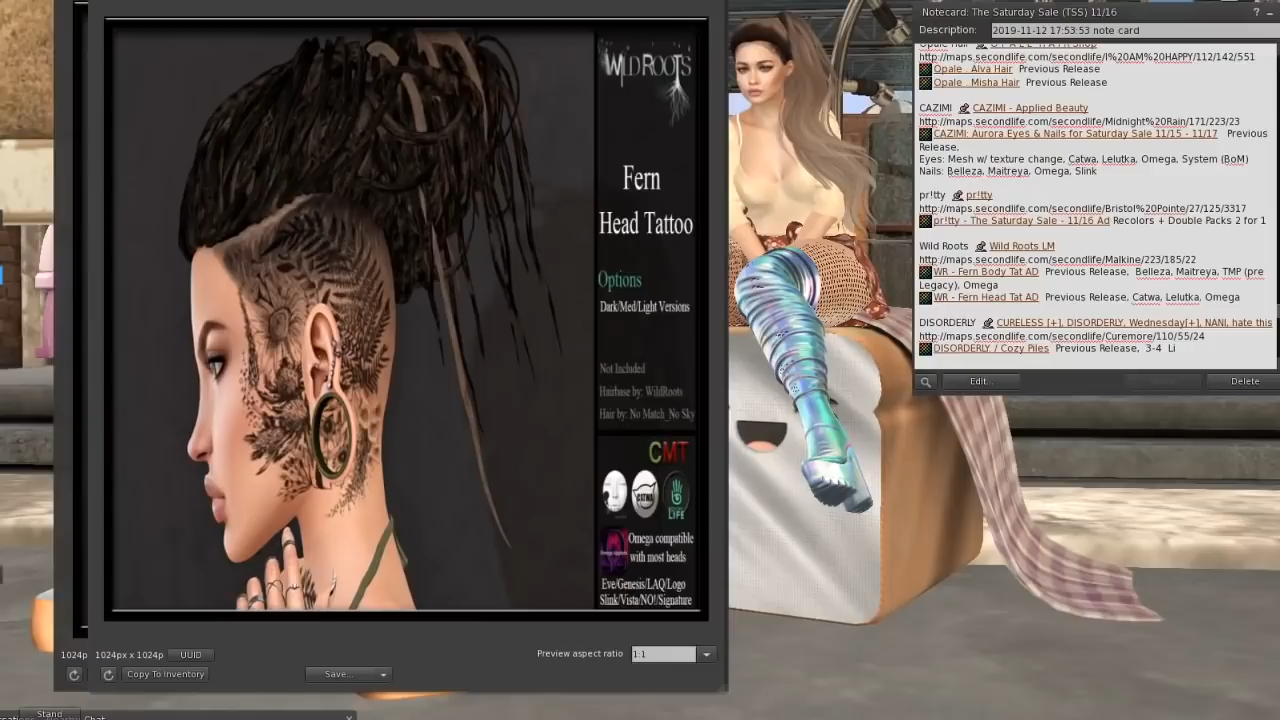 WILD ROOTS
Fern
Head Tattoo
Options
Dark/Med/Light Versions
Not Included
Hairbase by: WildRoots
Hair by: No Match_No Sky
CMT
CATWA
LIFE
Omega compatible
with most heads
Eve/Genesis/LAQ/Logo
Slink/Vista/NO!/Signature
1024p
1024px x 1024p
UUID
Preview aspect ratio
1:1
Copy To Inventory
Save...
Stand
Chat
Notecard: The Saturday Sale (TSS) 11/16
?
Description:
2019-11-12 17:53:53 note card
http://maps.secondlife.com/secondlife/I%20AM%20HAPPY/112/142/551
Opale . Alva Hair Previous Release
Opale . Misha Hair Previous Release
CAZIMI CAZIMI - Applied Beauty
http://maps.secondlife.com/secondlife/Midnight%20Rain/171/223/23
CAZIMI: Aurora Eyes & Nails for Saturday Sale 11/15 - 11/17 Previous
Release,
Eyes: Mesh w/ texture change, Catwa, Lelutka, Omega, System (BoM)
Nails: Belleza, Maitreya, Omega, Slink
pr!tty pr!tty
http://maps.secondlife.com/secondlife/Bristol%20Pointe/27/125/3317
pr!tty - The Saturday Sale - 11/16 Ad Recolors + Double Packs 2 for 1
Wild Roots Wild Roots LM
http://maps.secondlife.com/secondlife/Malkine/223/185/22
WR - Fern Body Tat AD Previous Release, Belleza, Maitreya, TMP (pre
Legacy), Omega
WR - Fern Head Tat AD Previous Release, Catwa, Lelutka, Omega
DISORDERLY CURELESS [+], DISORDERLY, Wednesday[+], NANI, hate this
http://maps.secondlife.com/secondlife/Curemore/110/55/24
DISORDERLY. / Cozy Piles Previous Release, 3-4 Li
Edit...
Delete